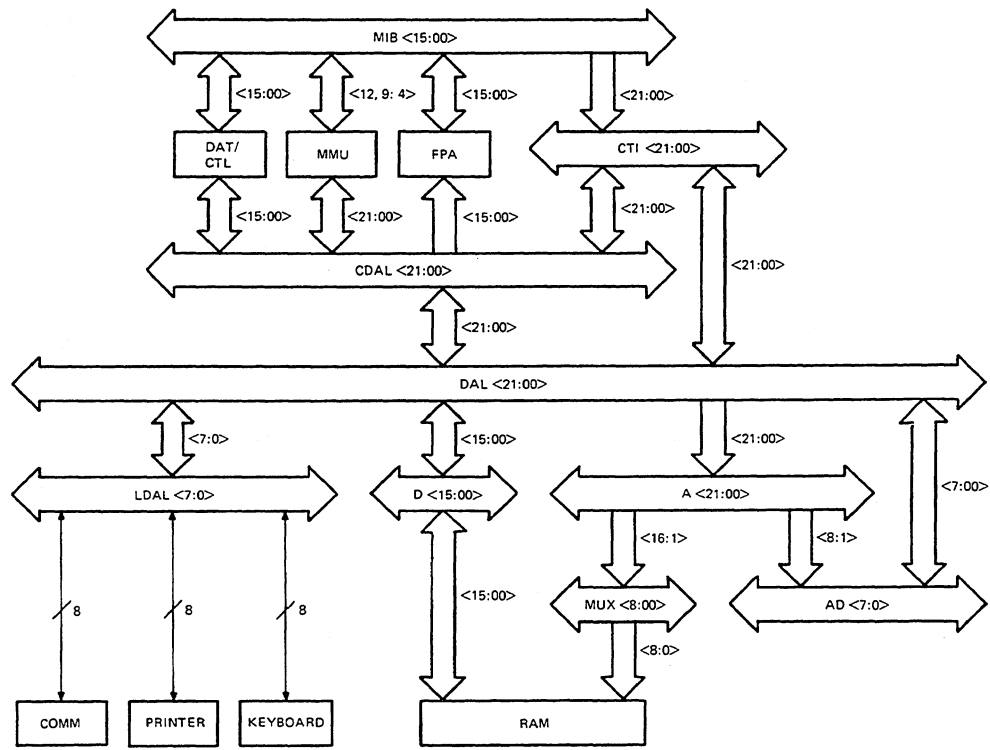 MIB <15:00>
<15:00>
<12, 9: 4>
<15:00>
<21:00>
DAT/
CTL
MMU
FPA
CTI <21:00>
<15:00>
<21:00>
<15:00>
<21:00>
<21:00>
CDAL <21:00>
<21:00>
DAL <21:00>
<7:0>
<15:00>
<21:00>
<7:00>
LDAL <7:0>
D <15:00>
A <21:00>
<16:1>
<8:1>
<15:00>
MUX <8:00>
AD <7:0>
8
8
8
<8:0>
COMM
PRINTER
KEYBOARD
RAM